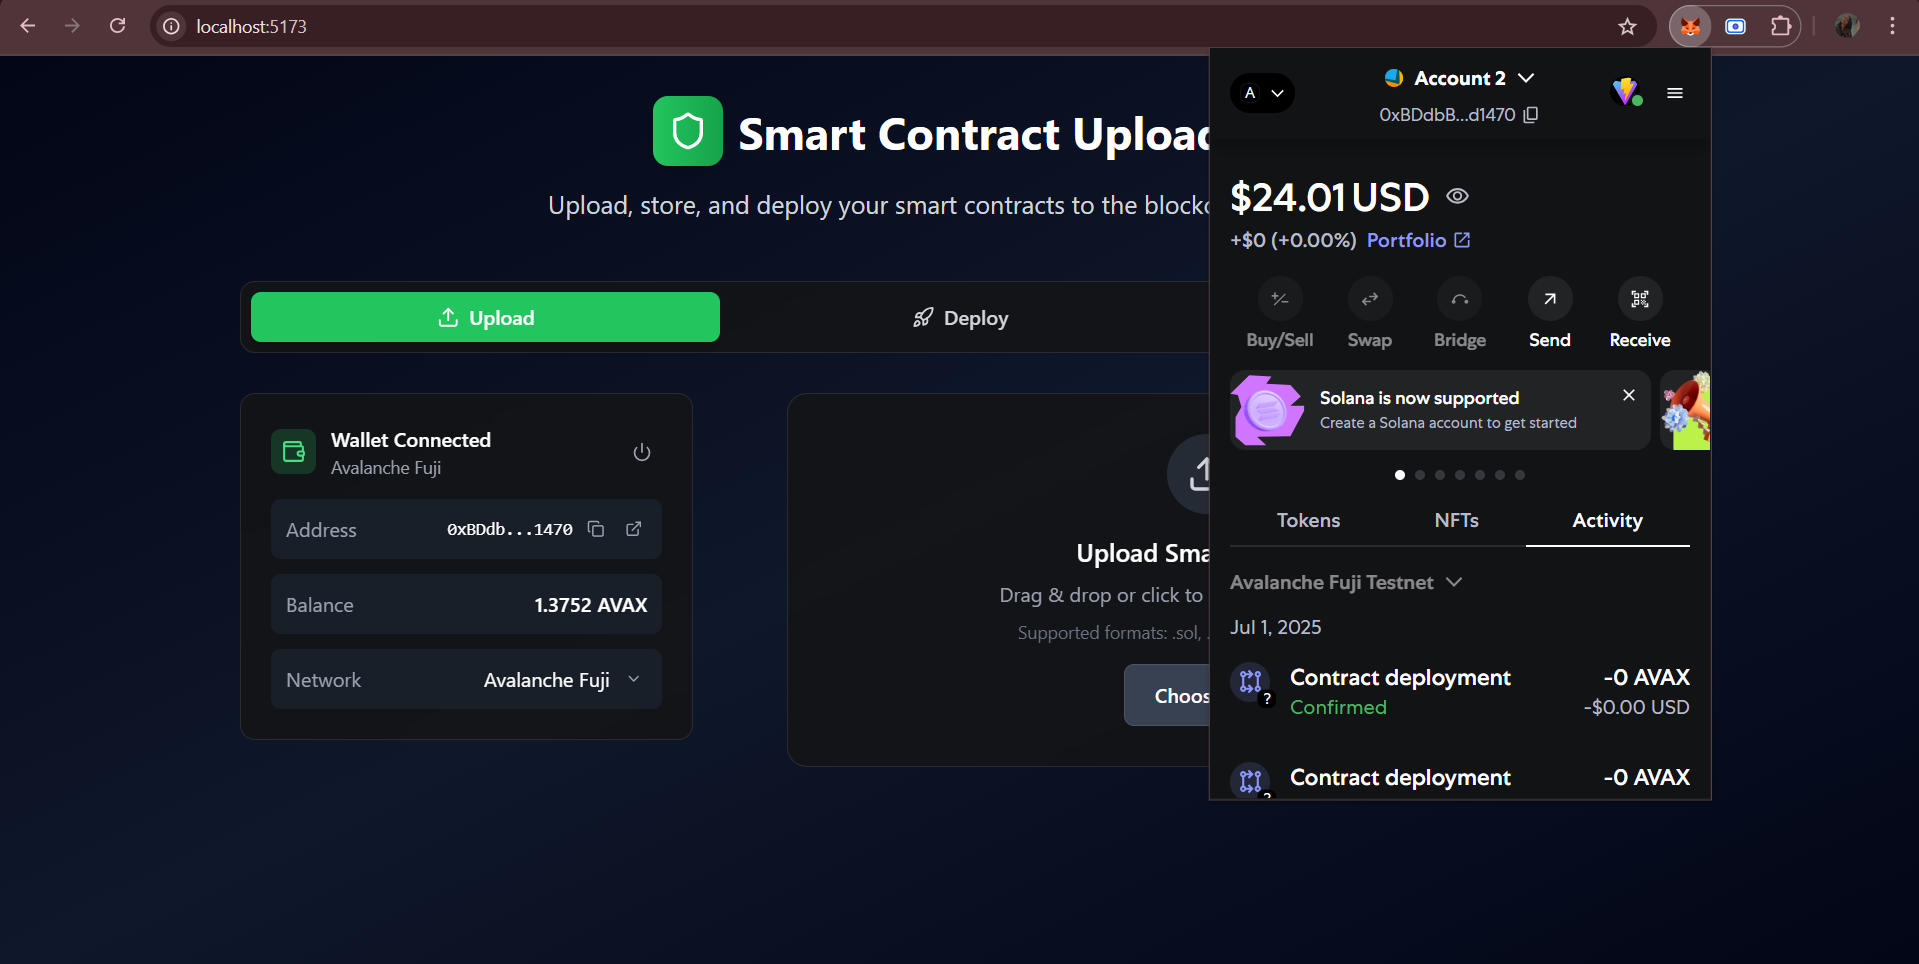 localhost:5173
Smart Contract Upload
Upload, store, and deploy your smart contracts to the blockc
Upload
Deploy
Wallet Connected
Avalanche Fuji
Address
0xBDdb...1470
Balance
1.3752 AVAX
Network
Avalanche Fuji
Upload Sma
Drag & drop or click to
Supported formats: .sol, .
Choos
A
Account 2
0xBDdbB...d1470
$24.01 USD
+$0 (+0.00%) Portfolio
Buy/Sell
Swap
Bridge
Send
Receive
Solana is now supported
Create a Solana account to get started
Tokens
NFTs
Activity
Avalanche Fuji Testnet
Jul 1, 2025
Contract deployment
-0 AVAX
?
Confirmed
-$0.00 USD
Contract deployment
-0 AVAX
?